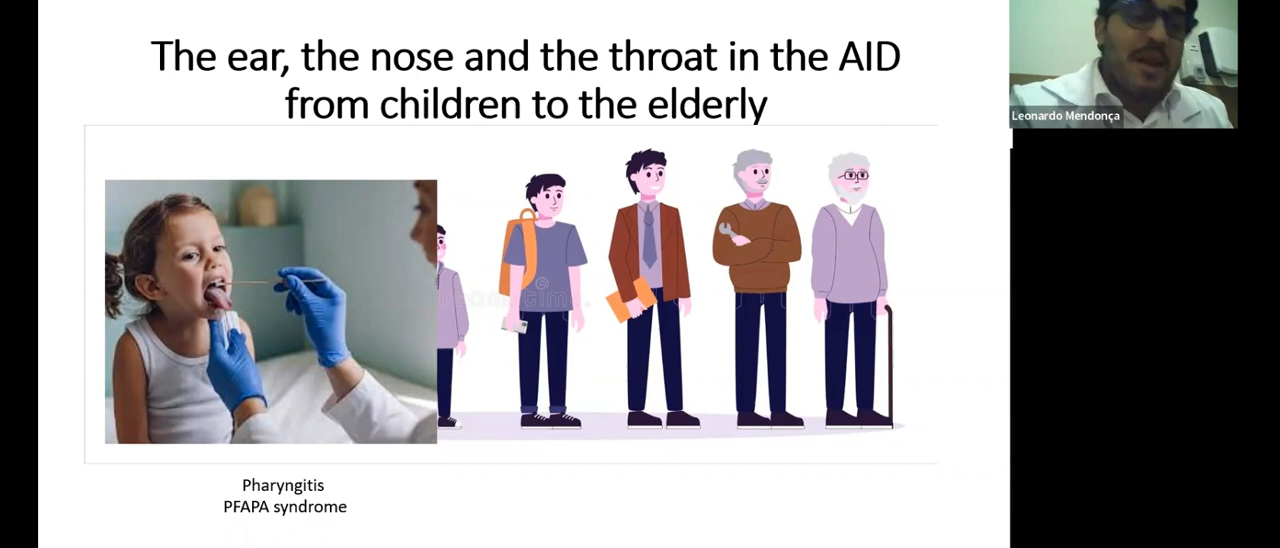 The ear, the nose and the throat in the AID
from children to the elderly
Leonardo Mendonça
Pharyngitis
PFAPA syndrome